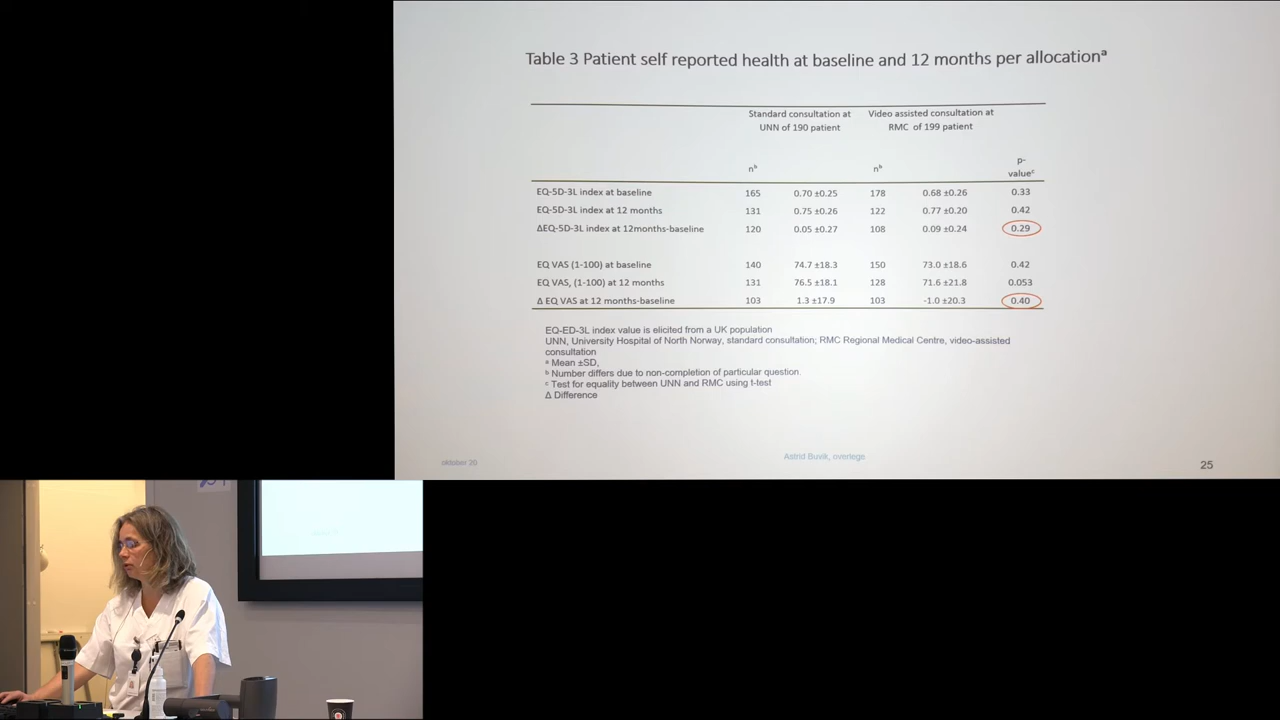 Table 3 Patient self reported health at baseline and 12 months per allocationᵃ
Standard consultation at Video assisted consultation at
UNN of 190 patient RMC of 199 patient
nᵇ nᵇ p-
valueᶜ
EQ-5D-3L index at baseline 165 0.70 ±0.25 178 0.68 ±0.26 0.33
EQ-5D-3L index at 12 months 131 0.75 ±0.26 122 0.77 ±0.20 0.42
ΔEQ-5D-3L index at 12months-baseline 120 0.05 ±0.27 108 0.09 ±0.24 0.29
EQ VAS (1-100) at baseline 140 74.7 ±18.3 150 73.0 ±18.6 0.42
EQ VAS, (1-100) at 12 months 131 76.5 ±18.1 128 71.6 ±21.8 0.053
Δ EQ VAS at 12 months-baseline 103 1.3 ±17.9 103 -1.0 ±20.3 0.40
EQ-ED-3L index value is elicited from a UK population
UNN, University Hospital of North Norway, standard consultation; RMC Regional Medical Centre, video-assisted
consultation
ᵃ Mean ±SD,
ᵇ Number differs due to non-completion of particular question.
ᶜ Test for equality between UNN and RMC using t-test
Δ Difference
oktober 20
Astrid Buvik, overlege
25